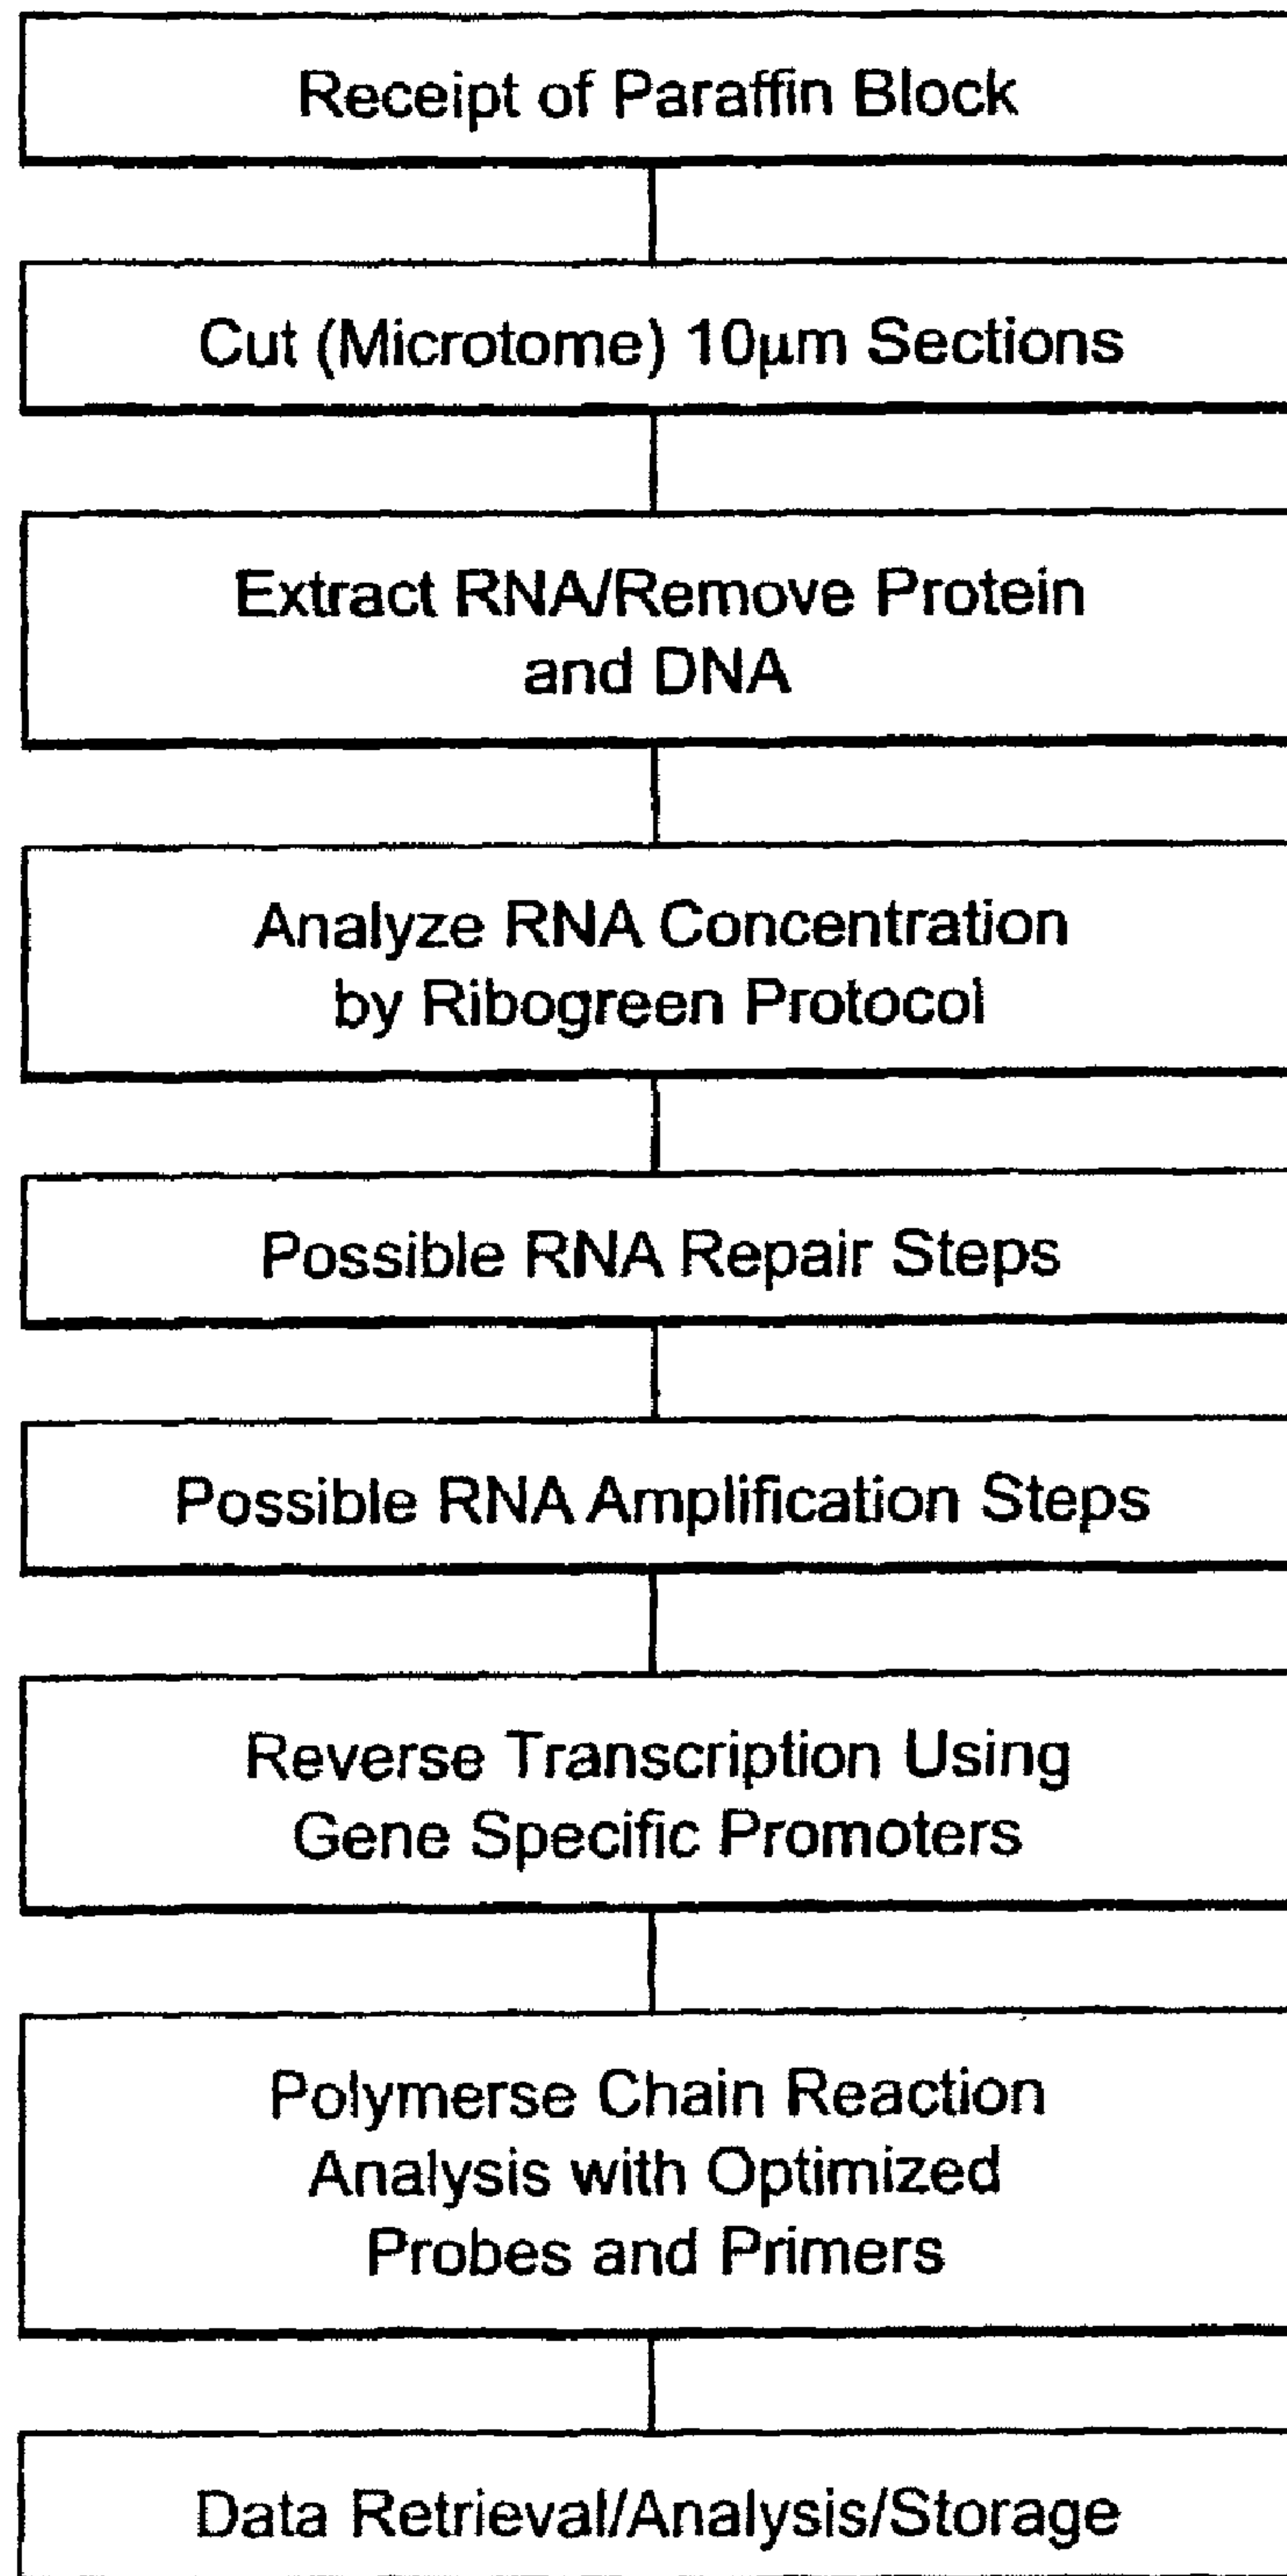 Receipt of Paraffin Block
Cut (Microtome) 10μm Sections
Extract RNA/Remove Protein
and DNA
Analyze RNA Concentration
by Ribogreen Protocol
Possible RNA Repair Steps
Possible RNA Amplification Steps
Reverse Transcription Using
Gene Specific Promoters
Polymerse Chain Reaction
Analysis with Optimized
Probes and Primers
Data Retrieval/Analysis/Storage